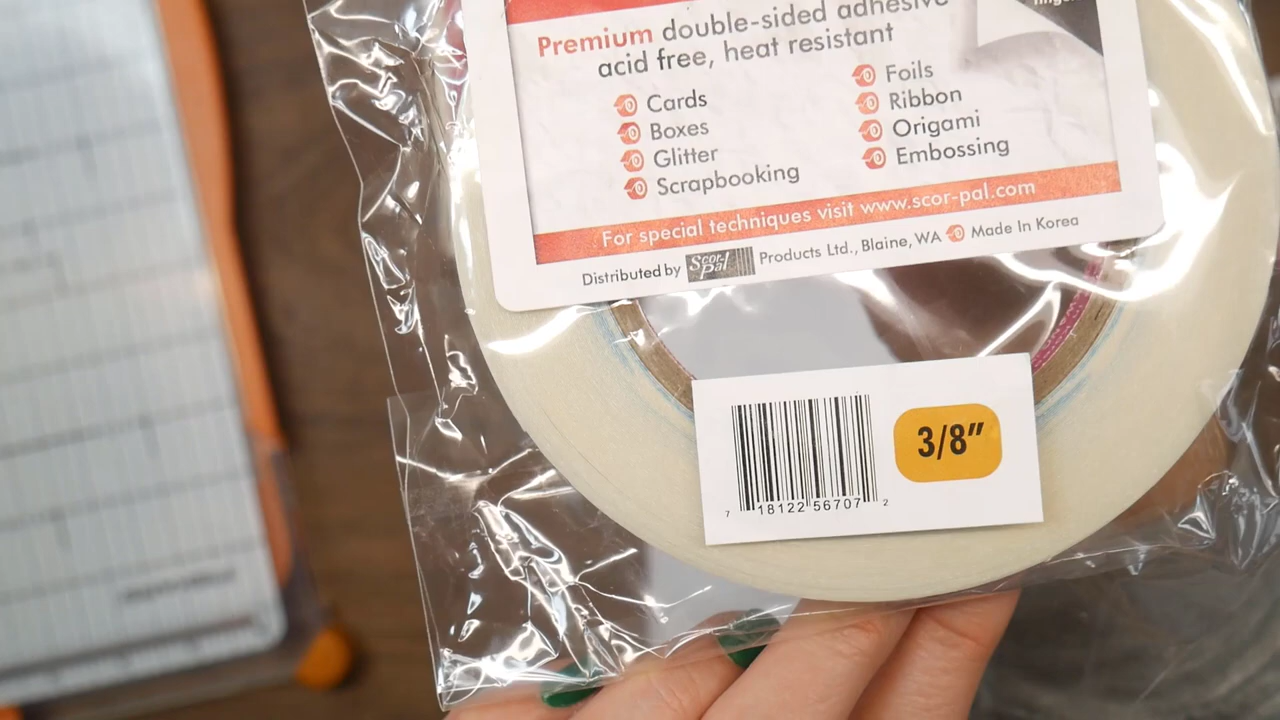 Premium double-sided adhesive
acid free, heat resistant
Cards
Boxes
Glitter
Scrapbooking
Foils
Ribbon
Origami
Embossing
For special techniques visit www.scor-pal.com
Distributed by Scor-Pal Products Ltd., Blaine, WA Made In Korea
3/8"
7 18122 56707 2